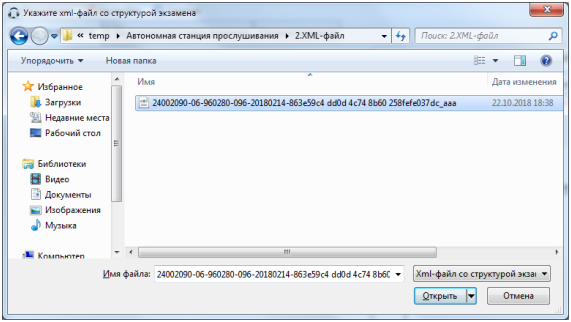 Укажите xml-файл со структурой экзамена
« temp ▸ Автономная станция прослушивания ▸ 2.XML-файл
Поиск: 2.XML-файл
Упорядочить
Новая папка
Избранное
Загрузки
Недавние места
Рабочий стол
Библиотеки
Видео
Документы
Изображения
Музыка
Компьютер
Имя
Дата изменения
24002090-06-960280-096-20180214-863e59c4 dd0d 4c74 8b60 258fefe037dc_aaa
22.10.2018 18:38
Имя файла:
24002090-06-960280-096-20180214-863e59c4 dd0d 4c74 8b60
Xml-файл со структурой экзам
Открыть
Отмена